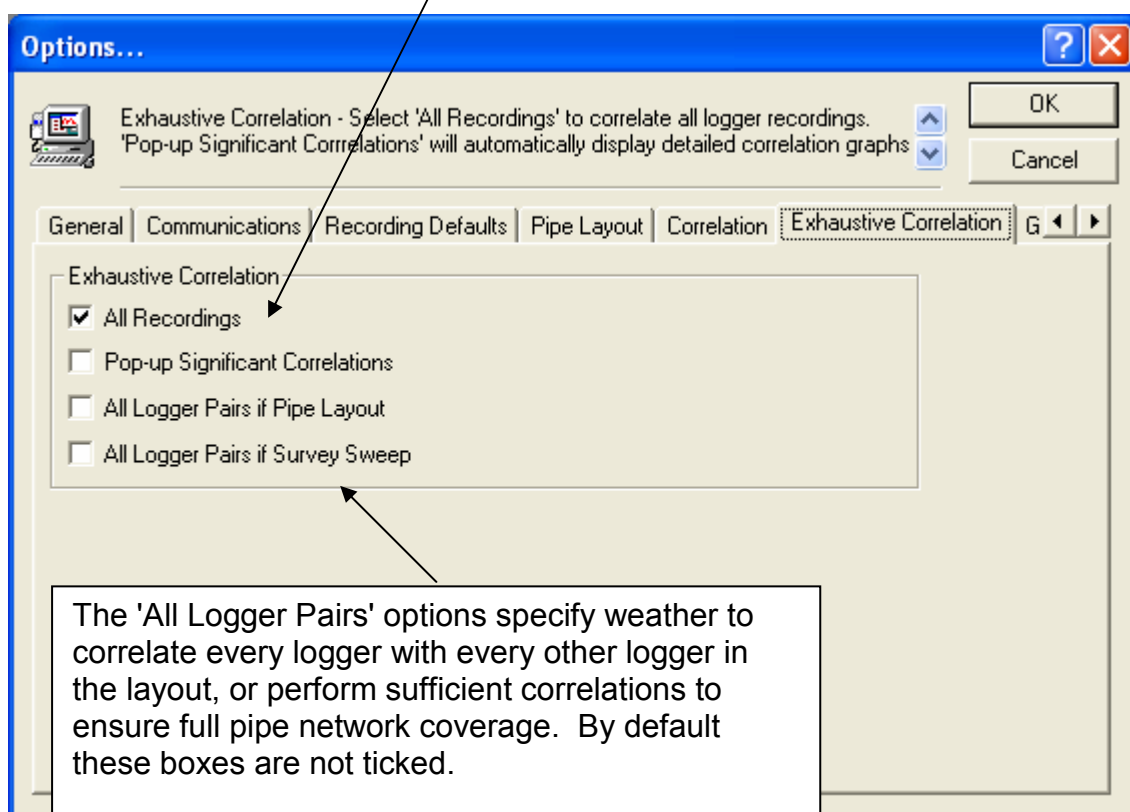 Options...
OK
Exhaustive Correlation - Select 'All Recordings' to correlate all logger recordings.
'Pop-up Significant Corrrelations' will automatically display detailed correlation graphs
Cancel
General Communications Recording Defaults Pipe Layout Correlation Exhaustive Correlation G
Exhaustive Correlation
All Recordings
Pop-up Significant Correlations
All Logger Pairs if Pipe Layout
All Logger Pairs if Survey Sweep
The 'All Logger Pairs' options specify weather to
correlate every logger with every other logger in
the layout, or perform sufficient correlations to
ensure full pipe network coverage. By default
these boxes are not ticked.